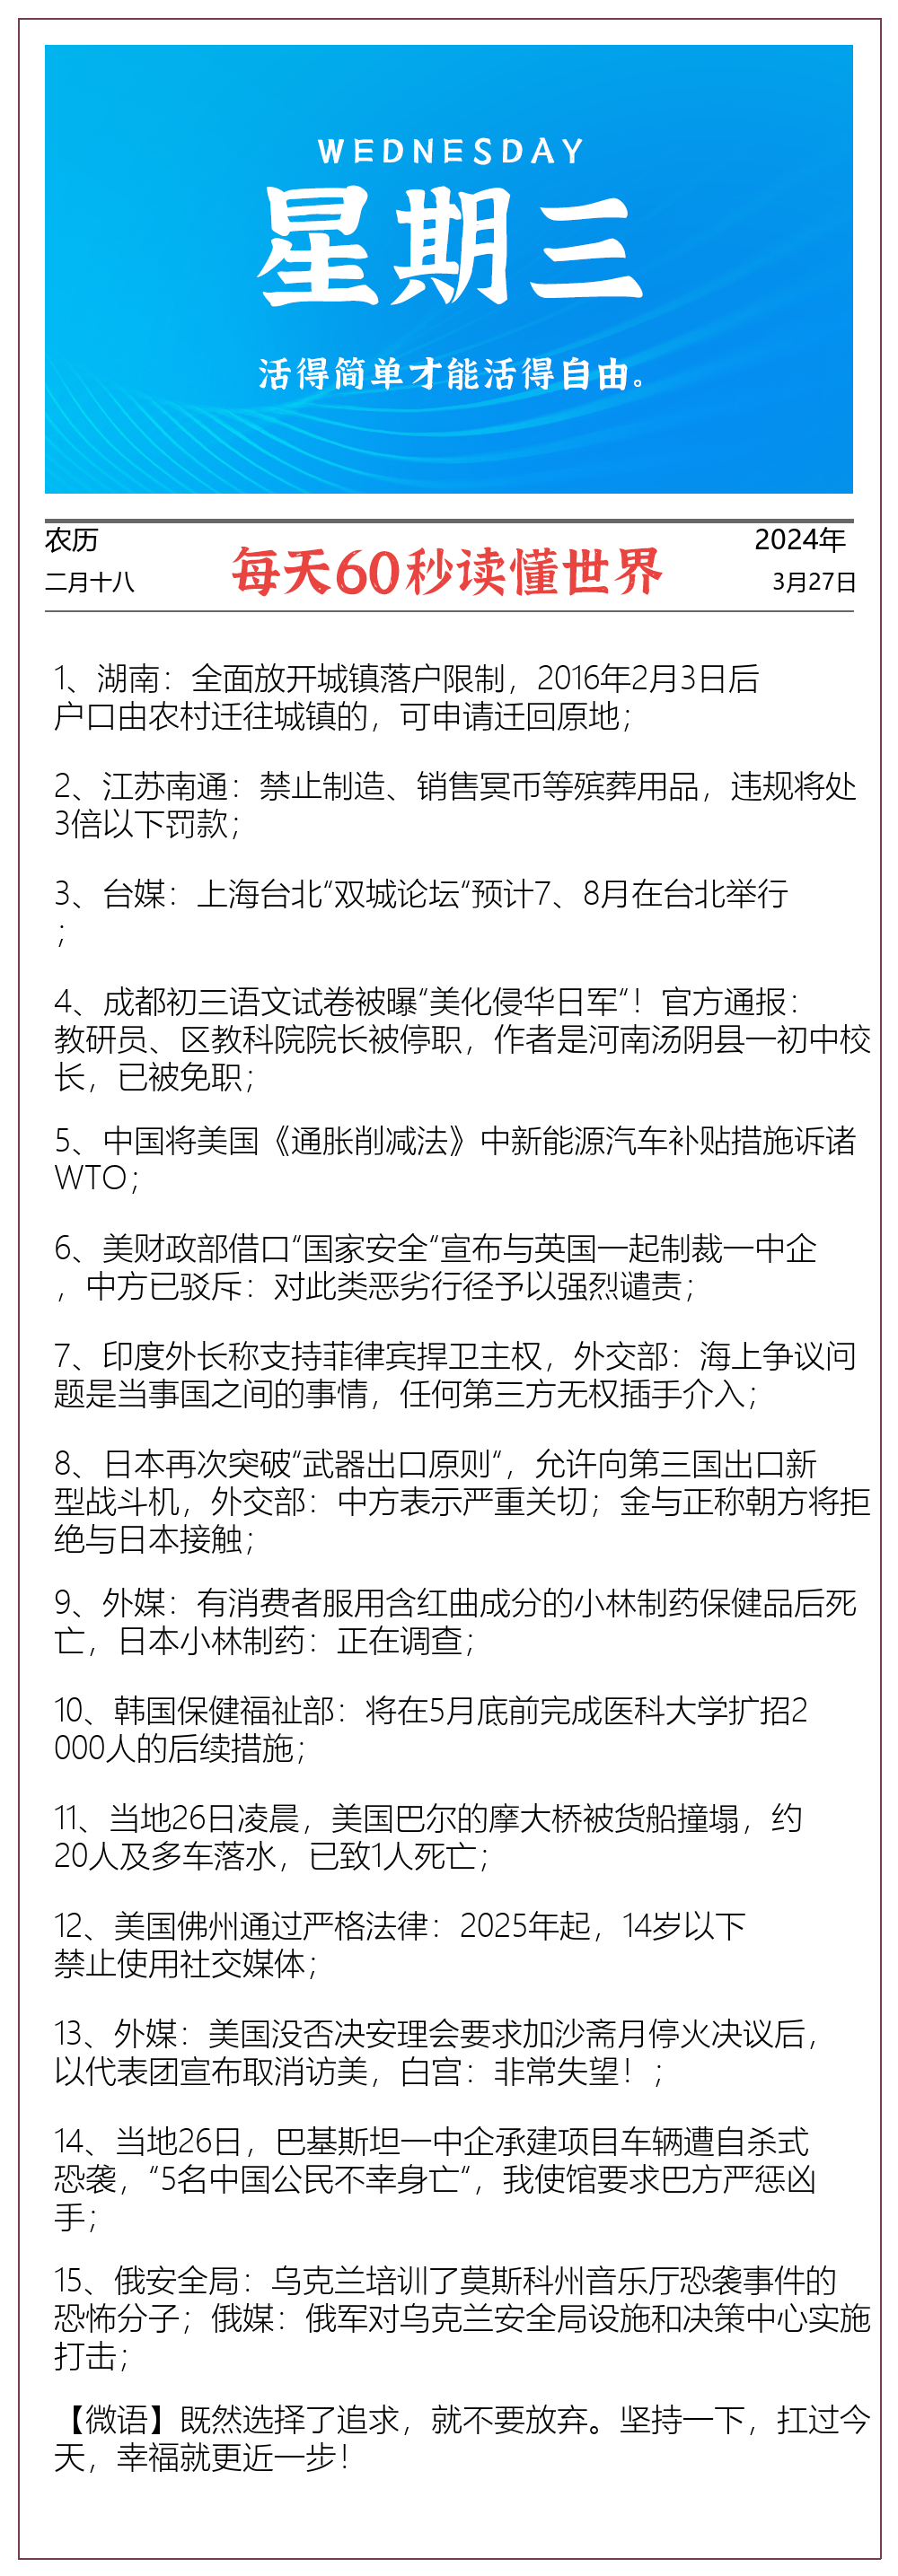 WEDNESDAY
星期三
活得简单才能活得自由。
农历
二月十八
每天60秒读懂世界
2024年
3月27日
1、湖南：全面放开城镇落户限制，2016年2月3日后
户口由农村迁往城镇的，可申请迁回原地；
2、江苏南通：禁止制造、销售冥币等殡葬用品，违规将处
3倍以下罚款；
3、台媒：上海台北“双城论坛“预计7、8月在台北举行
；
4、成都初三语文试卷被曝“美化侵华日军“！官方通报：
教研员、区教科院院长被停职，作者是河南汤阴县一初中校
长，已被免职；
5、中国将美国《通胀削减法》中新能源汽车补贴措施诉诸
WTO；
6、美财政部借口“国家安全“宣布与英国一起制裁一中企
，中方已驳斥：对此类恶劣行径予以强烈谴责；
7、印度外长称支持菲律宾捍卫主权，外交部：海上争议问
题是当事国之间的事情，任何第三方无权插手介入；
8、日本再次突破“武器出口原则“，允许向第三国出口新
型战斗机，外交部：中方表示严重关切；金与正称朝方将拒
绝与日本接触；
9、外媒：有消费者服用含红曲成分的小林制药保健品后死
亡，日本小林制药：正在调查；
10、韩国保健福祉部：将在5月底前完成医科大学扩招2
000人的后续措施；
11、当地26日凌晨，美国巴尔的摩大桥被货船撞塌，约
20人及多车落水，已致1人死亡；
12、美国佛州通过严格法律：2025年起，14岁以下
禁止使用社交媒体；
13、外媒：美国没否决安理会要求加沙斋月停火决议后，
以代表团宣布取消访美，白宫：非常失望！；
14、当地26日，巴基斯坦一中企承建项目车辆遭自杀式
恐袭，“5名中国公民不幸身亡“，我使馆要求巴方严惩凶
手；
15、俄安全局：乌克兰培训了莫斯科州音乐厅恐袭事件的
恐怖分子；俄媒：俄军对乌克兰安全局设施和决策中心实施
打击；
【微语】既然选择了追求，就不要放弃。坚持一下，扛过今
天，幸福就更近一步！